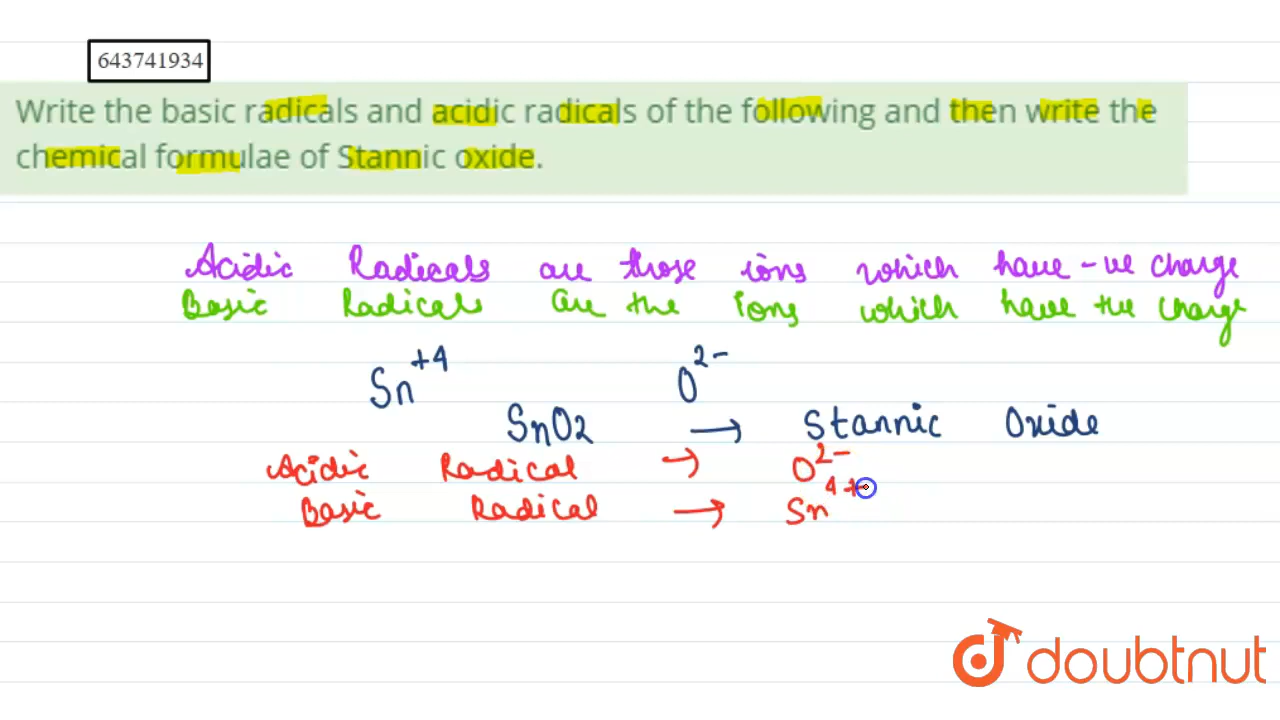 643741934
Write the basic radicals and acidic radicals of the following and then write the
chemical formulae of Stannic oxide.
Acidic Radicals are those ions which have -ve charge
Basic Radicals are the ions which have +ve charge
Sn+4 O2-
SnO2 → Stannic Oxide
Acidic Radical → O2-
Basic Radical → Sn4+
doubtnut